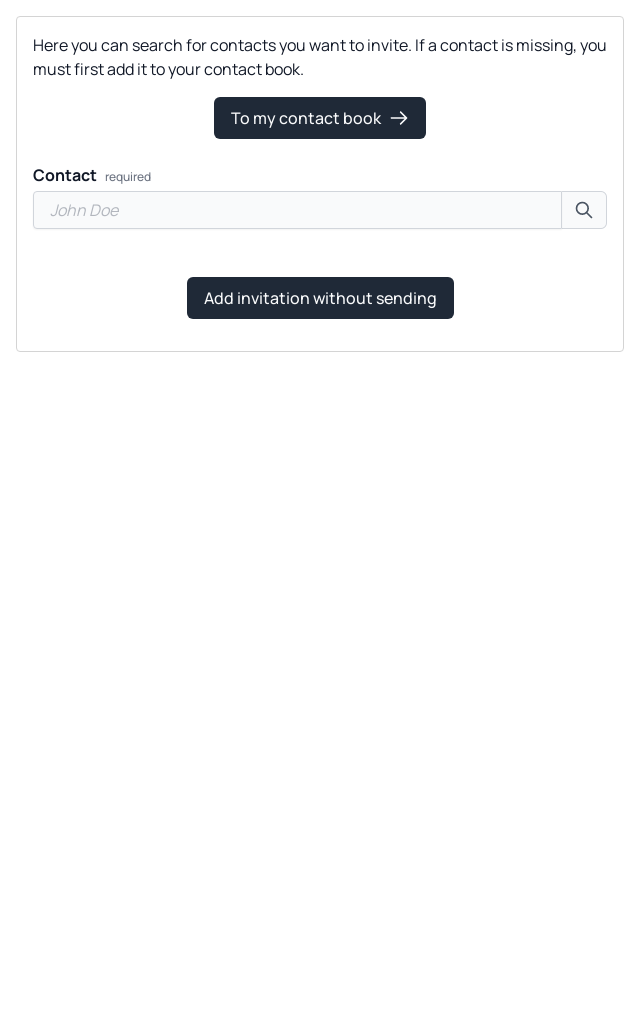 Here you can search for contacts you want to invite. If a contact is missing, you
must first add it to your contact book.
To my contact book
Contact required
John Doe
Add invitation without sending